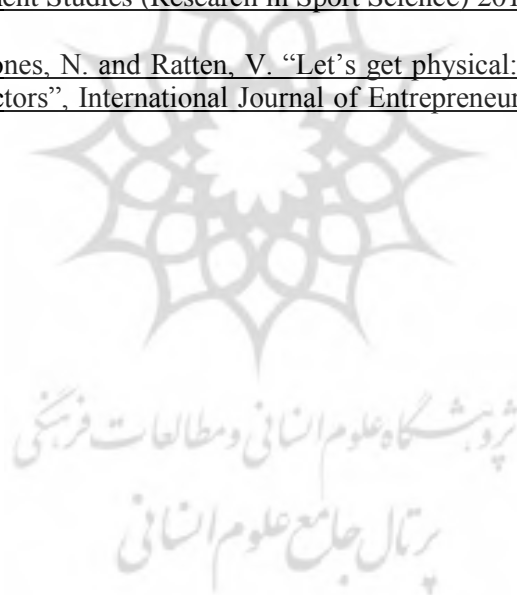 ent Studies (Research in Sport Science) 201
ones, N. and Ratten, V. “Let’s get physical:
ctors”, International Journal of Entrepreneur
پژوهشگاه علوم انسانی و مطالعات فرهنگی
پرتال جامع علوم انسانی